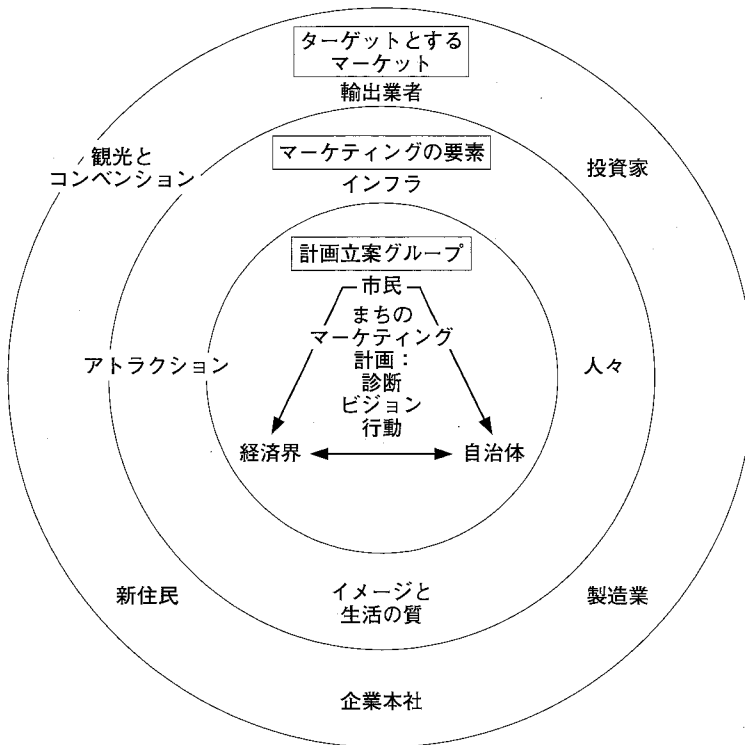 ターゲットとする
マーケット
輸出業者
観光と
コンベンション
投資家
マーケティングの要素
インフラ
計画立案グループ
市民
まちの
マーケティング
計画：
診断
ビジョン
行動
アトラクション
人々
経済界
自治体
新住民
イメージと
生活の質
製造業
企業本社